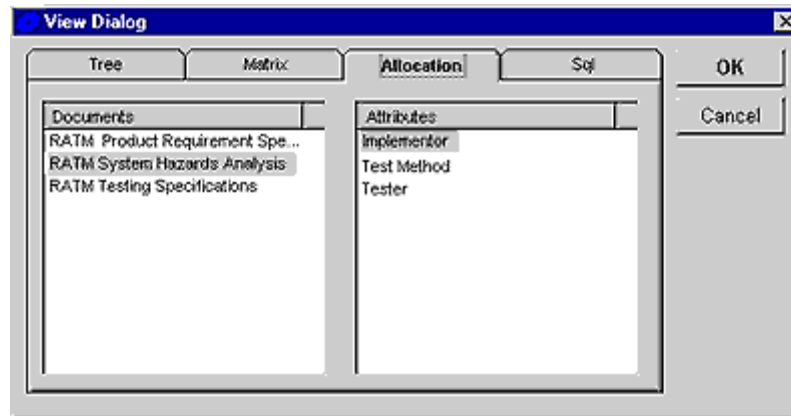 View Dialog
Tree Matrix Allocation Sql
OK
Cancel
Documents
RATM Product Requirement Spe...
RATM System Hazards Analysis
RATM Testing Specifications
Attributes
Implementor
Test Method
Tester